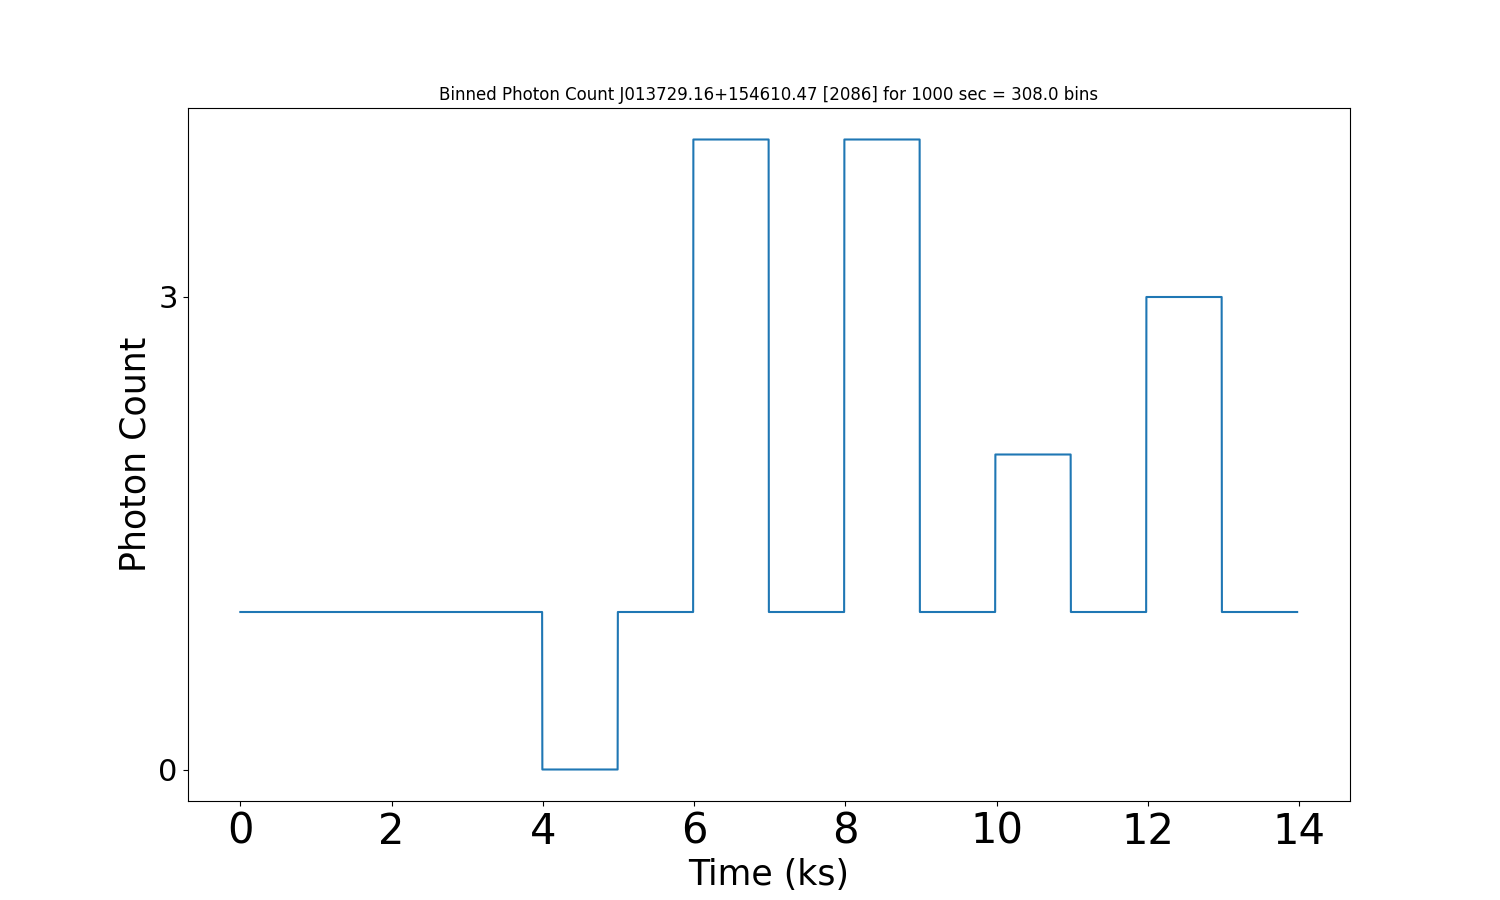 Binned Photon Count J013729.16+154610.47 [2086] for 1000 sec = 308.0 bins
3
0
Photon Count
0 2 4 6 8 10 12 14
Time (ks)